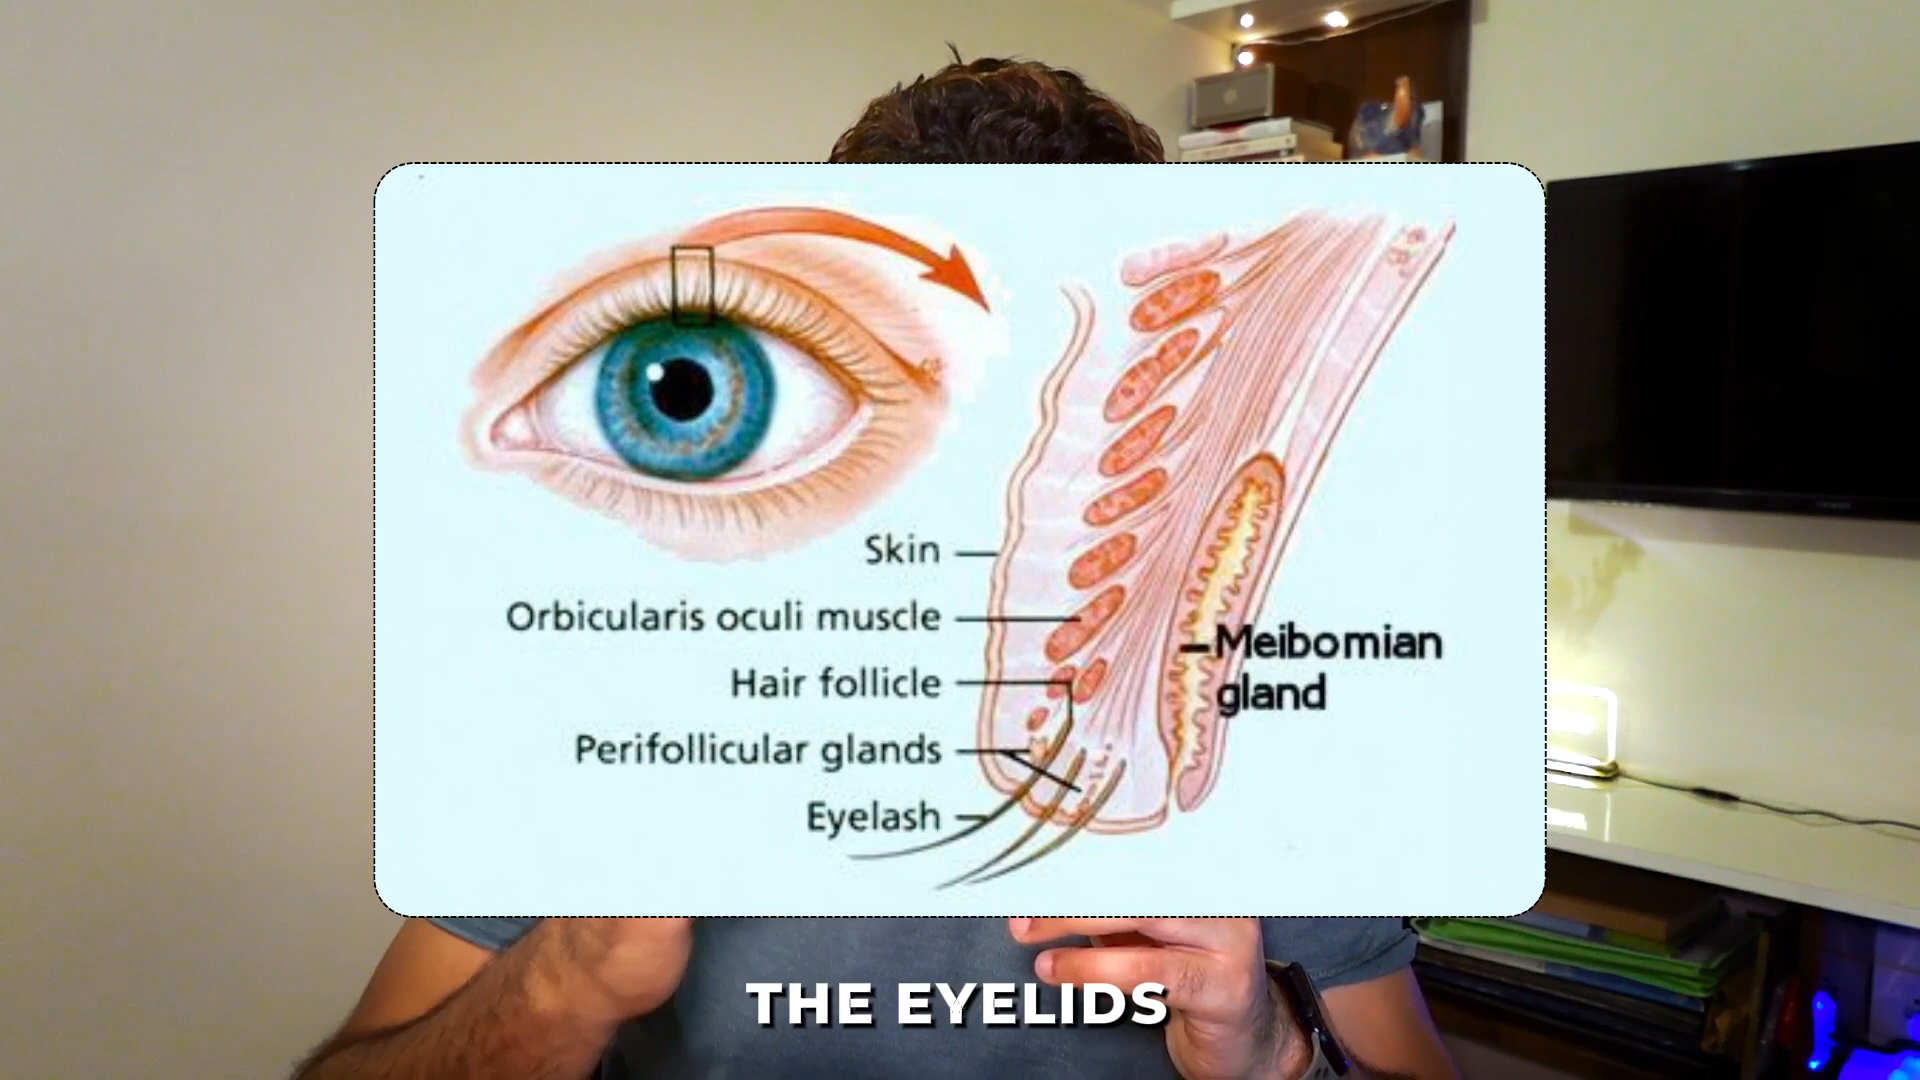 Skin
Orbicularis oculi muscle
Hair follicle
Perifollicular glands
Eyelash
Meibomian
gland
THE EYELIDS